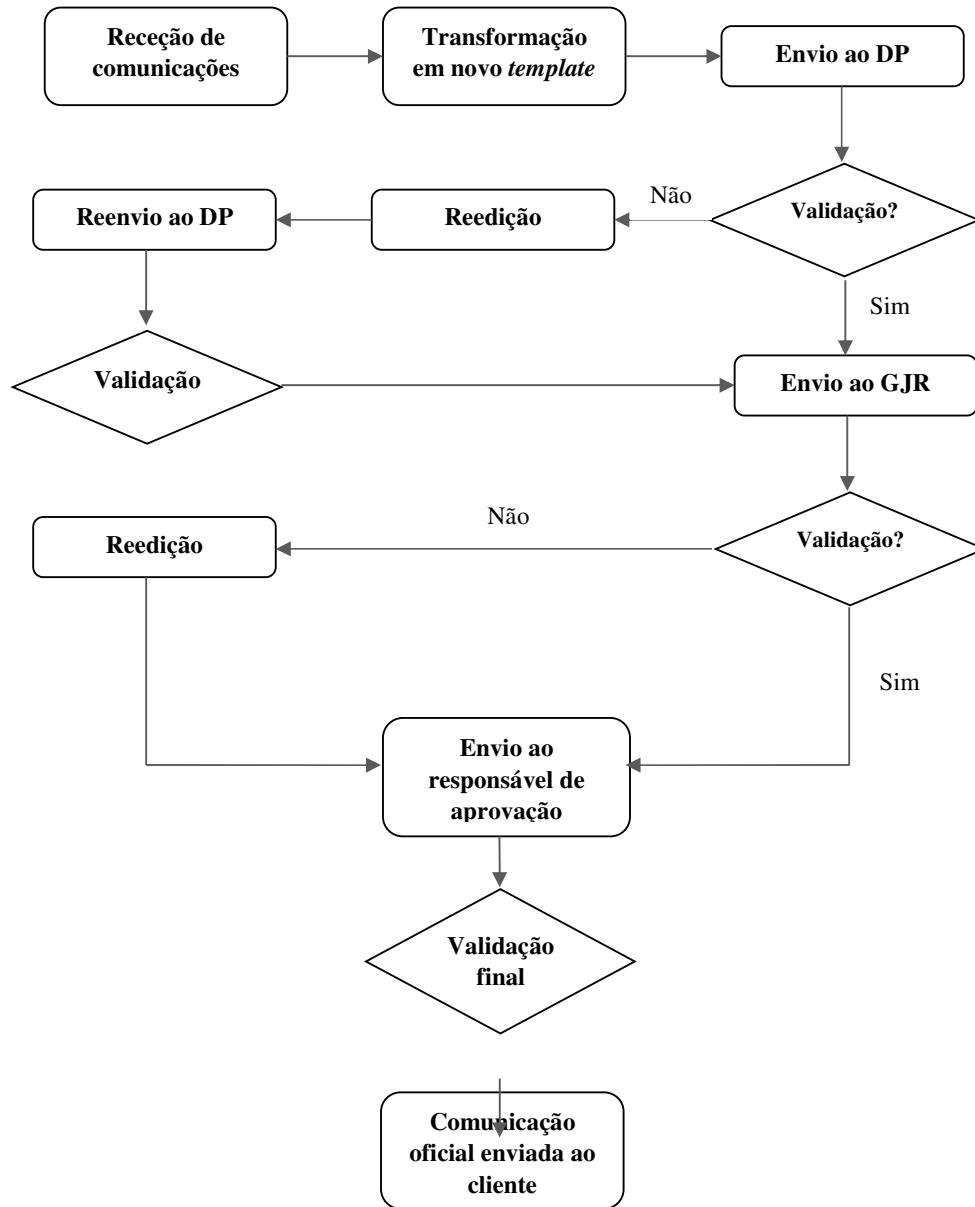 Receção de
comunicações
Transformação
em novo template
Envio ao DP
Validação?
Não
Reedição
Reenvio ao DP
Sim
Validação
Envio ao GJR
Validação?
Não
Reedição
Sim
Envio ao
responsável de
aprovação
Validação
final
Comunicação
oficial enviada ao
cliente